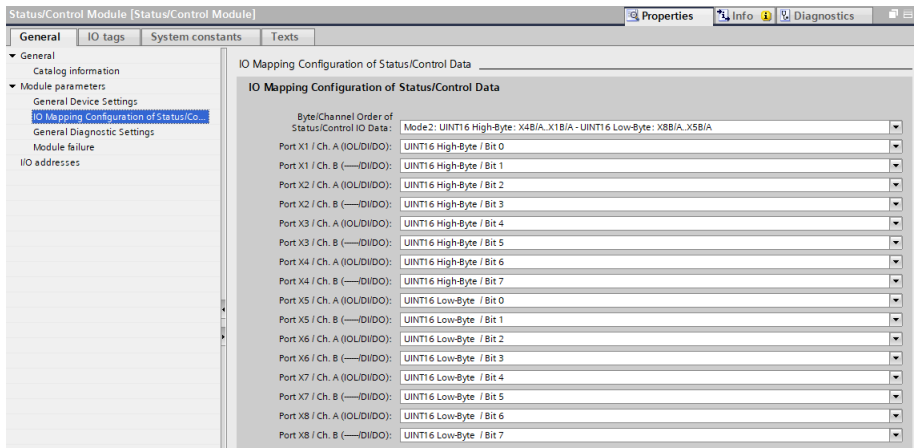 Status/Control Module [Status/Control Module]
Properties Info Diagnostics
General IO tags System constants Texts
General
Catalog information
Module parameters
General Device Settings
IO Mapping Configuration of Status/Co...
General Diagnostic Settings
Module failure
I/O addresses
IO Mapping Configuration of Status/Control Data
IO Mapping Configuration of Status/Control Data
Byte/Channel Order of
Status/Control IO Data: Mode2: UINT16 High-Byte: X4B/A..X1B/A - UINT16 Low-Byte: X8B/A..X5B/A
Port X1 / Ch. A (IOL/DI/DO): UINT16 High-Byte / Bit 0
Port X1 / Ch. B (——/DI/DO): UINT16 High-Byte / Bit 1
Port X2 / Ch. A (IOL/DI/DO): UINT16 High-Byte / Bit 2
Port X2 / Ch. B (——/DI/DO): UINT16 High-Byte / Bit 3
Port X3 / Ch. A (IOL/DI/DO): UINT16 High-Byte / Bit 4
Port X3 / Ch. B (——/DI/DO): UINT16 High-Byte / Bit 5
Port X4 / Ch. A (IOL/DI/DO): UINT16 High-Byte / Bit 6
Port X4 / Ch. B (——/DI/DO): UINT16 High-Byte / Bit 7
Port X5 / Ch. A (IOL/DI/DO): UINT16 Low-Byte / Bit 0
Port X5 / Ch. B (——/DI/DO): UINT16 Low-Byte / Bit 1
Port X6 / Ch. A (IOL/DI/DO): UINT16 Low-Byte / Bit 2
Port X6 / Ch. B (——/DI/DO): UINT16 Low-Byte / Bit 3
Port X7 / Ch. A (IOL/DI/DO): UINT16 Low-Byte / Bit 4
Port X7 / Ch. B (——/DI/DO): UINT16 Low-Byte / Bit 5
Port X8 / Ch. A (IOL/DI/DO): UINT16 Low-Byte / Bit 6
Port X8 / Ch. B (——/DI/DO): UINT16 Low-Byte / Bit 7